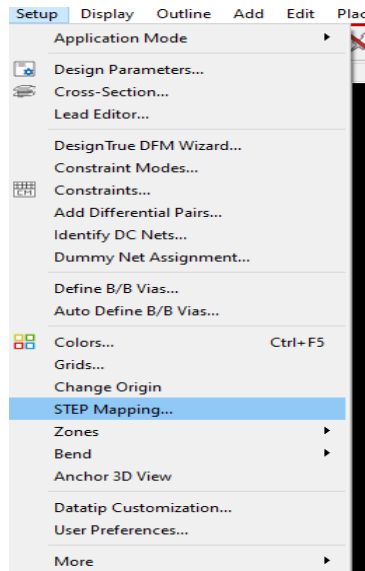 Setup Display Outline Add Edit Plac
Application Mode
Design Parameters...
Cross-Section...
Lead Editor...
DesignTrue DFM Wizard...
Constraint Modes...
CM Constraints...
Add Differential Pairs...
Identify DC Nets...
Dummy Net Assignment...
Define B/B Vias...
Auto Define B/B Vias...
Colors... Ctrl+F5
Grids...
Change Origin
STEP Mapping...
Zones
Bend
Anchor 3D View
Datatip Customization...
User Preferences...
More